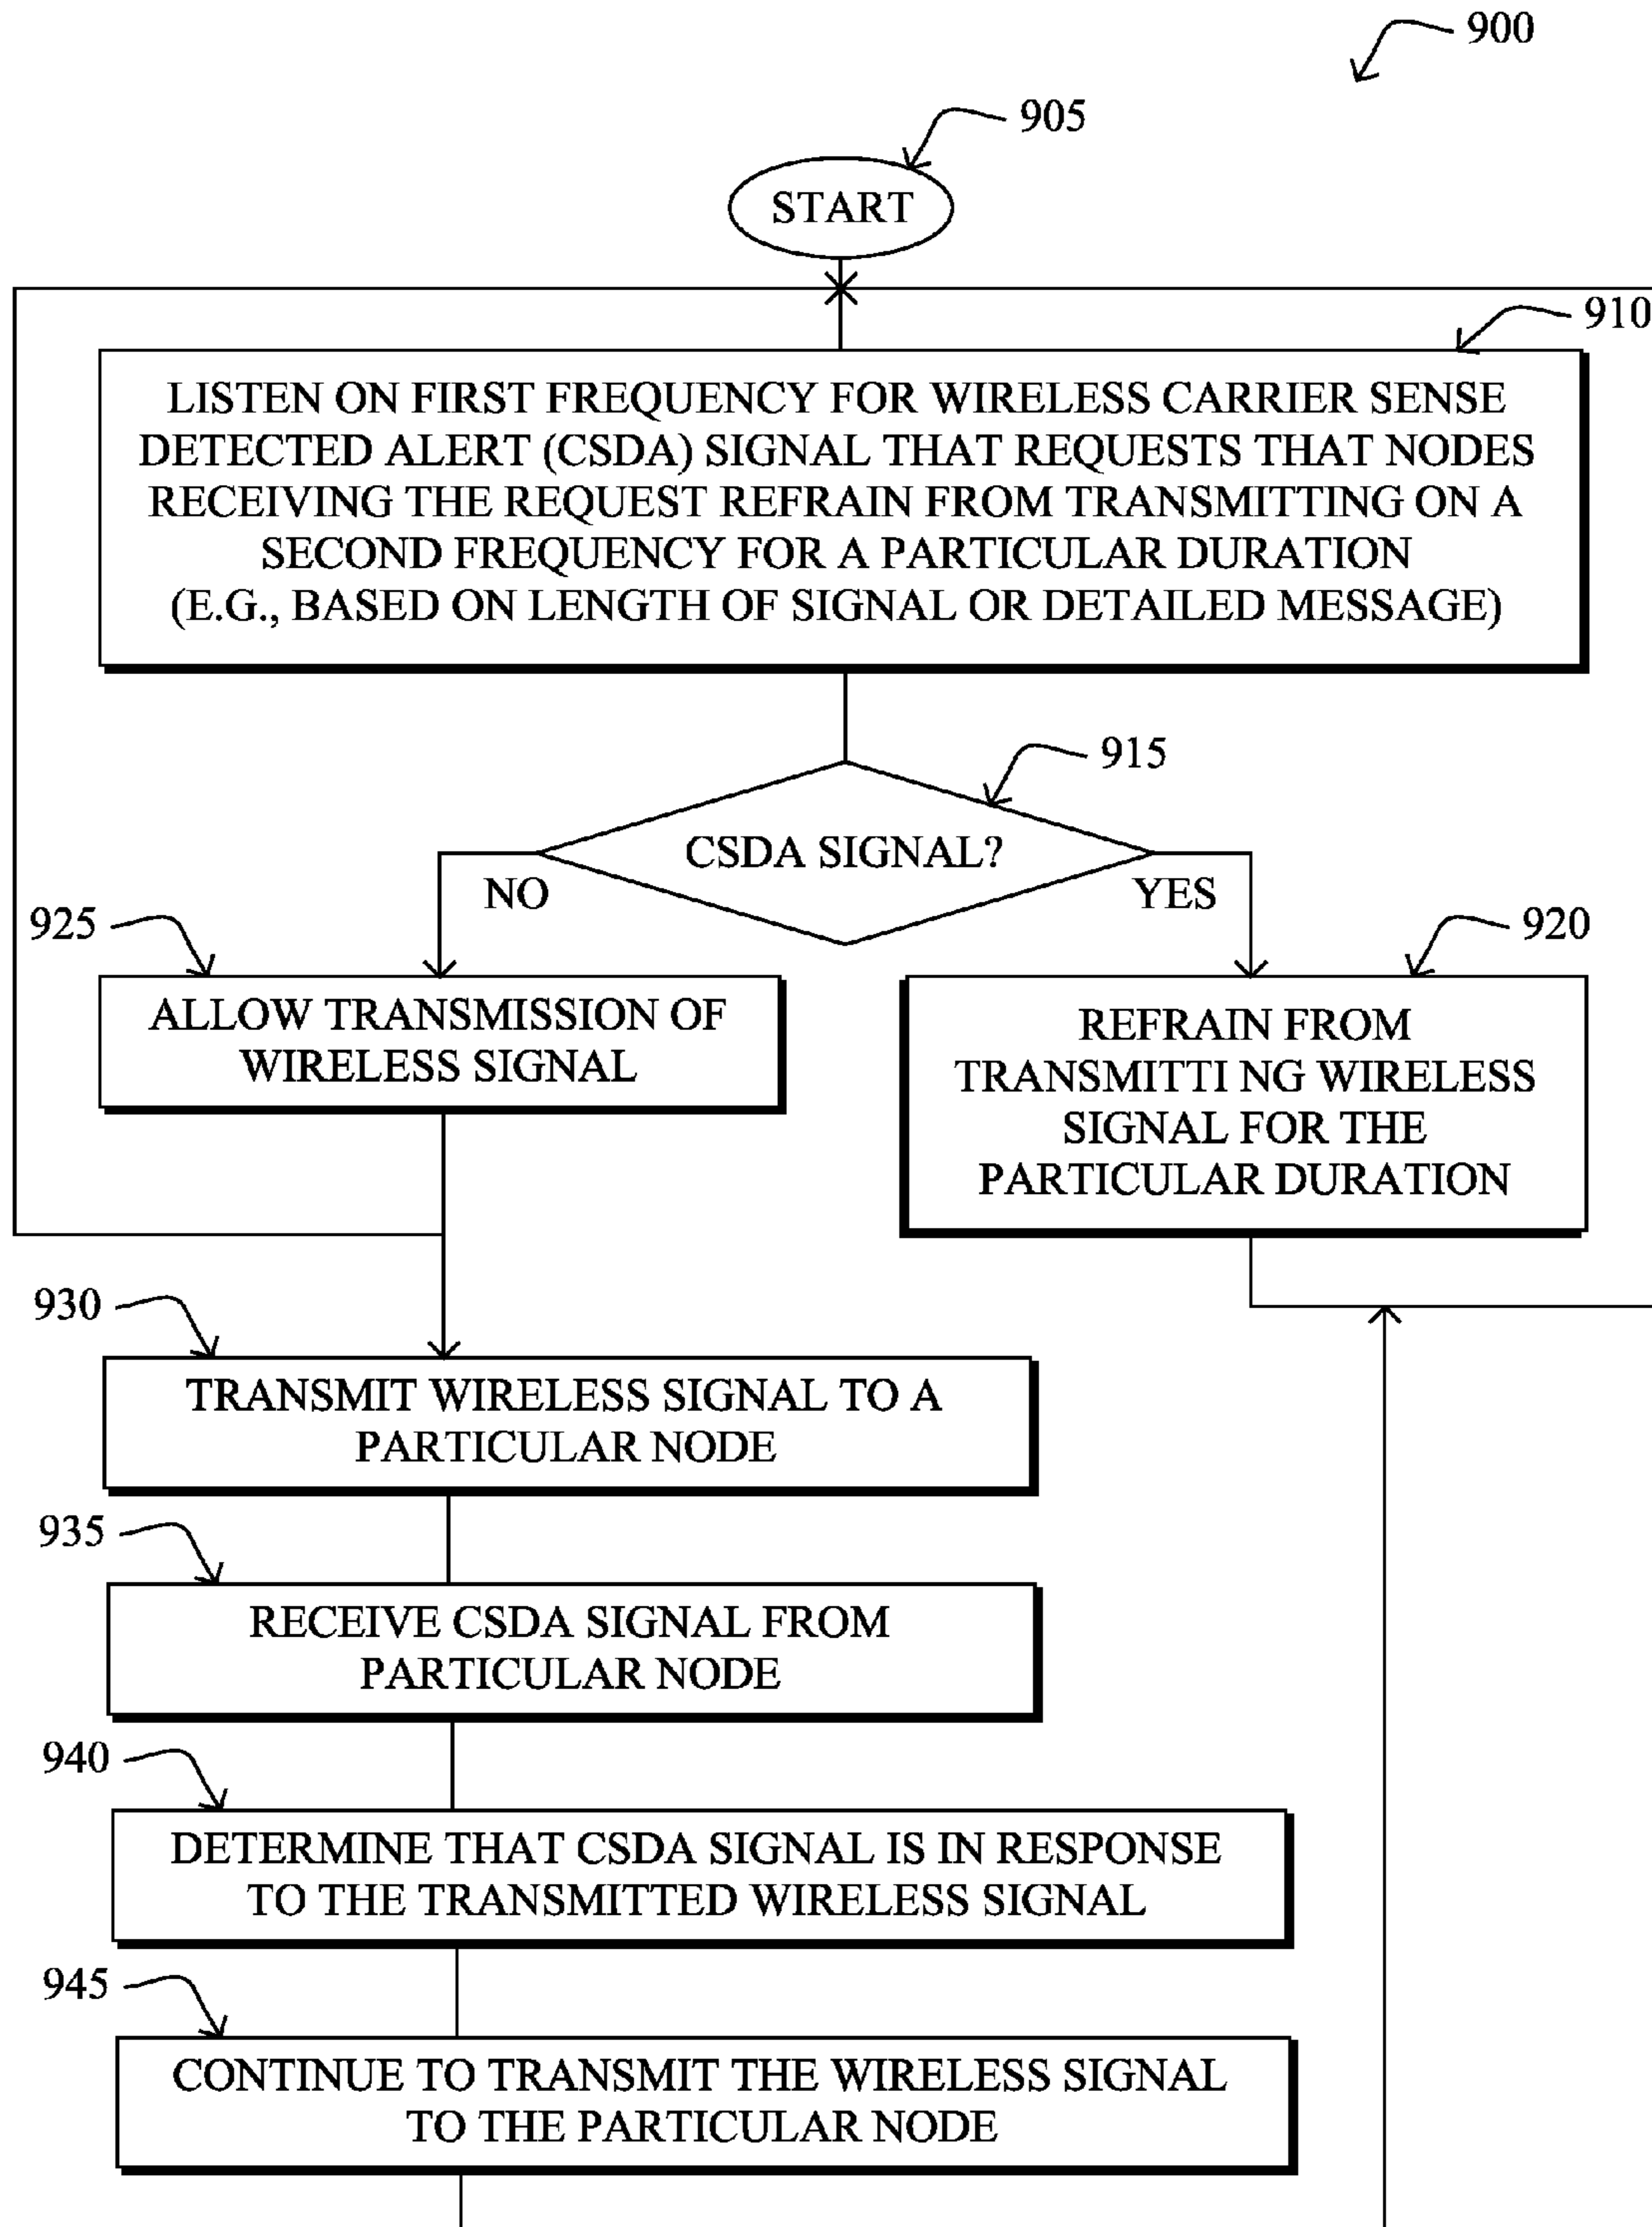 900
905
START
910
LISTEN ON FIRST FREQUENCY FOR WIRELESS CARRIER SENSE
DETECTED ALERT (CSDA) SIGNAL THAT REQUESTS THAT NODES
RECEIVING THE REQUEST REFRAIN FROM TRANSMITTING ON A
SECOND FREQUENCY FOR A PARTICULAR DURATION
(E.G., BASED ON LENGTH OF SIGNAL OR DETAILED MESSAGE)
915
CSDA SIGNAL?
NO
YES
925
ALLOW TRANSMISSION OF
WIRELESS SIGNAL
920
REFRAIN FROM
TRANSMITTI NG WIRELESS
SIGNAL FOR THE
PARTICULAR DURATION
930
TRANSMIT WIRELESS SIGNAL TO A
PARTICULAR NODE
935
RECEIVE CSDA SIGNAL FROM
PARTICULAR NODE
940
DETERMINE THAT CSDA SIGNAL IS IN RESPONSE
TO THE TRANSMITTED WIRELESS SIGNAL
945
CONTINUE TO TRANSMIT THE WIRELESS SIGNAL
TO THE PARTICULAR NODE